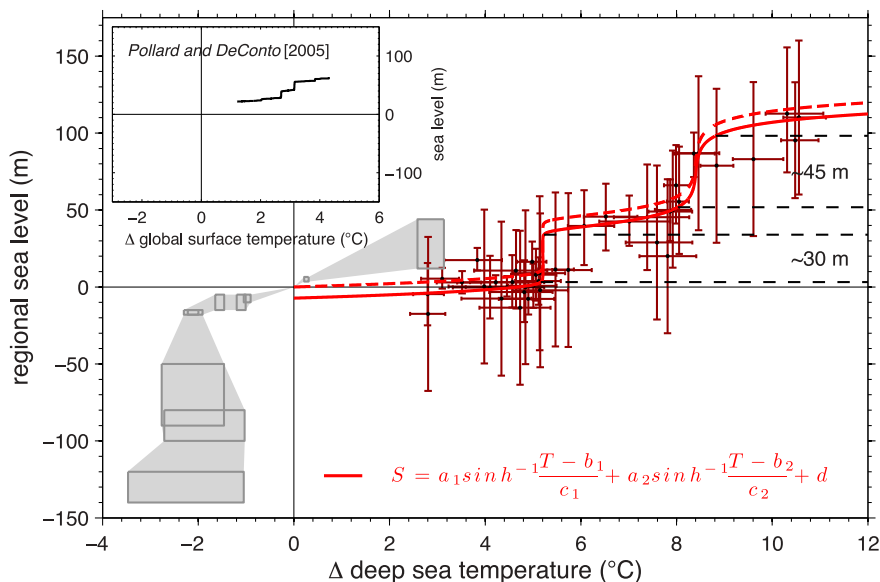 Pollard and DeConto [2005]
100
0
−100
sea level (m)
−2 0 2 4 6
Δ global surface temperature (°C)
150
100
50
0
−50
−100
−150
regional sea level (m)
~45 m
~30 m
S = a₁sinh⁻¹ T − b₁/c₁ + a₂sinh⁻¹ T − b₂/c₂ + d
−4 −2 0 2 4 6 8 10 12
Δ deep sea temperature (°C)